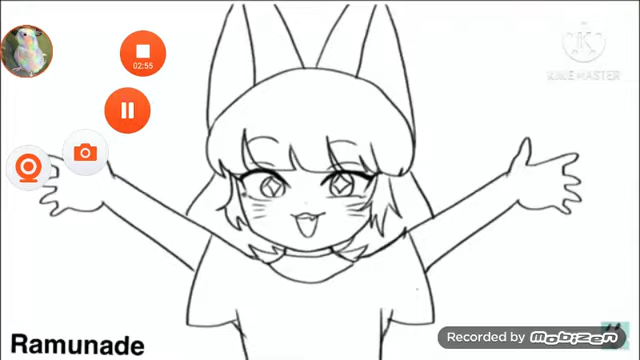 K
KINEMASTER
02:55
Ramunade
Recorded by mobizen